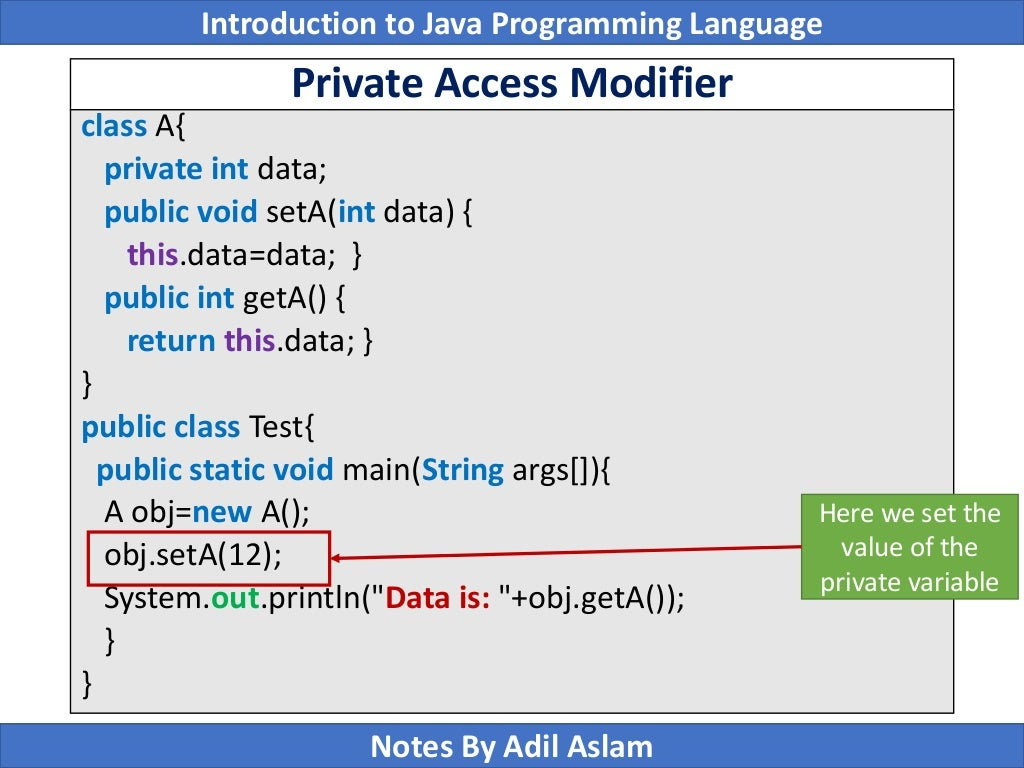 Introduction to Java Programming Language
Private Access Modifier
class A{
private int data;
public void setA(int data) {
this.data=data;  }
public int getA() {
return this.data; }
}
public class Test{
public static void main(String args[]){
A obj=new A();
obj.setA(12);
System.out.println("Data is: "+obj.getA());
}
}
Here we set the
value of the
private variable
Notes By Adil Aslam